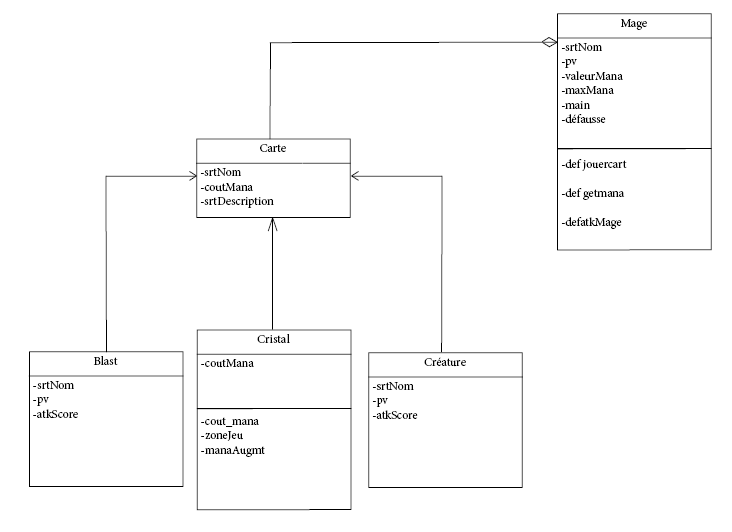 Mage
-srtNom
-pv
-valeurMana
-maxMana
-main
-défausse
-def jouercart
-def getmana
-defatkMage
Carte
-srtNom
-coutMana
-srtDescription
Blast
-srtNom
-pv
-atkScore
Cristal
-coutMana
-cout_mana
-zoneJeu
-manaAugmt
Créature
-srtNom
-pv
-atkScore